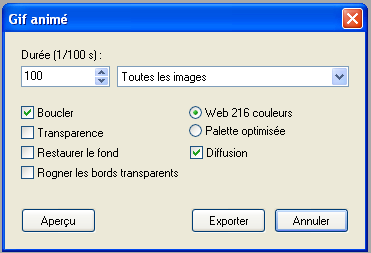 Gif animé
Durée (1/100 s) :
100
Toutes les images
Boucler
Web 216 couleurs
Transparence
Palette optimisée
Restaurer le fond
Diffusion
Rogner les bords transparents
Aperçu
Exporter
Annuler